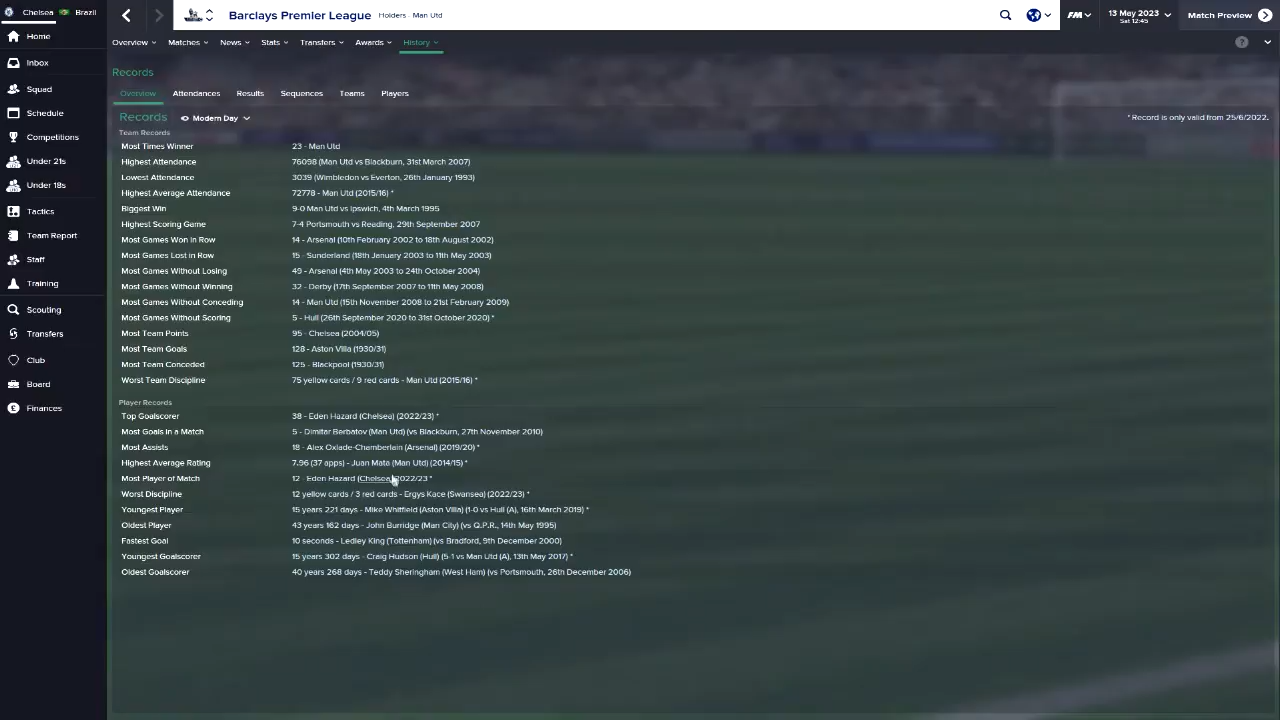 Chelsea Brazil
Barclays Premier League Holders - Man Utd
FM
13 May 2023
Sat 12:45
Match Preview
Home
Inbox
Squad
Schedule
Competitions
Under 21s
Under 18s
Tactics
Team Report
Staff
Training
Scouting
Transfers
Club
Board
Finances
Overview Matches News Stats Transfers Awards History ?
Records
Overview Attendances Results Sequences Teams Players
Records Modern Day * Record is only valid from 25/6/2022.
Team Records
Most Times Winner 23 - Man Utd
Highest Attendance 76098 (Man Utd vs Blackburn, 31st March 2007)
Lowest Attendance 3039 (Wimbledon vs Everton, 26th January 1993)
Highest Average Attendance 72778 - Man Utd (2015/16) *
Biggest Win 9-0 Man Utd vs Ipswich, 4th March 1995
Highest Scoring Game 7-4 Portsmouth vs Reading, 29th September 2007
Most Games Won in Row 14 - Arsenal (10th February 2002 to 18th August 2002)
Most Games Lost in Row 15 - Sunderland (18th January 2003 to 11th May 2003)
Most Games Without Losing 49 - Arsenal (4th May 2003 to 24th October 2004)
Most Games Without Winning 32 - Derby (17th September 2007 to 11th May 2008)
Most Games Without Conceding 14 - Man Utd (15th November 2008 to 21st February 2009)
Most Games Without Scoring 5 - Hull (26th September 2020 to 31st October 2020) *
Most Team Points 95 - Chelsea (2004/05)
Most Team Goals 128 - Aston Villa (1930/31)
Most Team Conceded 125 - Blackpool (1930/31)
Worst Team Discipline 75 yellow cards / 9 red cards - Man Utd (2015/16) *
Player Records
Top Goalscorer 38 - Eden Hazard (Chelsea) (2022/23) *
Most Goals in a Match 5 - Dimitar Berbatov (Man Utd) (vs Blackburn, 27th November 2010)
Most Assists 18 - Alex Oxlade-Chamberlain (Arsenal) (2019/20) *
Highest Average Rating 7.96 (37 apps) - Juan Mata (Man Utd) (2014/15) *
Most Player of Match 12 - Eden Hazard (Chelsea) 2022/23 *
Worst Discipline 12 yellow cards / 3 red cards - Ergys Kace (Swansea) (2022/23) *
Youngest Player 15 years 221 days - Mike Whitfield (Aston Villa) (1-0 vs Hull (A), 16th March 2019) *
Oldest Player 43 years 162 days - John Burridge (Man City) (vs Q.P.R., 14th May 1995)
Fastest Goal 10 seconds - Ledley King (Tottenham) (vs Bradford, 9th December 2000)
Youngest Goalscorer 15 years 302 days - Craig Hudson (Hull) (5-1 vs Man Utd (A), 13th May 2017) *
Oldest Goalscorer 40 years 268 days - Teddy Sheringham (West Ham) (vs Portsmouth, 26th December 2006)